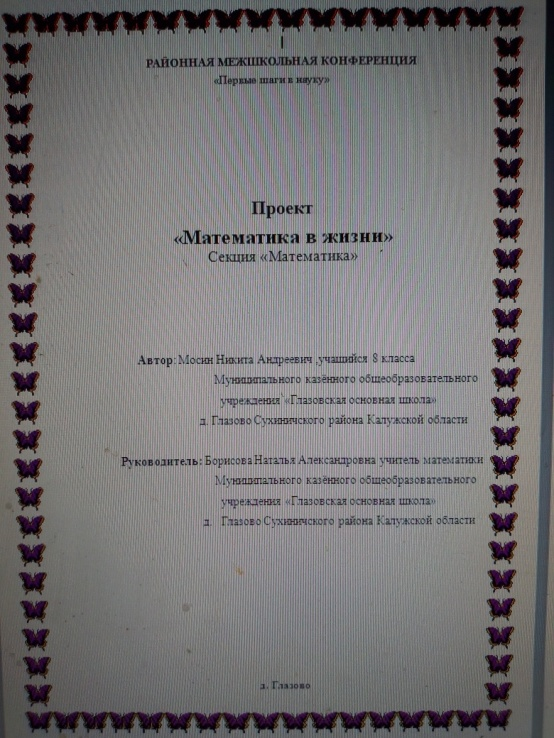 РАЙОННАЯ МЕЖШКОЛЬНАЯ КОНФЕРЕНЦИЯ
«Первые шаги в науку»
Проект
«Математика в жизни»
Секция «Математика»
Автор: Мосин Никита Андреевич ,учащийся 8 класса
Муниципального казённого общеобразовательного
учреждения «Глазовская основная школа»
д. Глазово Сухиничского района Калужской области
Руководитель: Борисова Наталья Александровна учитель математики
Муниципального казённого общеобразовательного
учреждения «Глазовская основная школа»
д. Глазово Сухиничского района Калужской области
д. Глазово